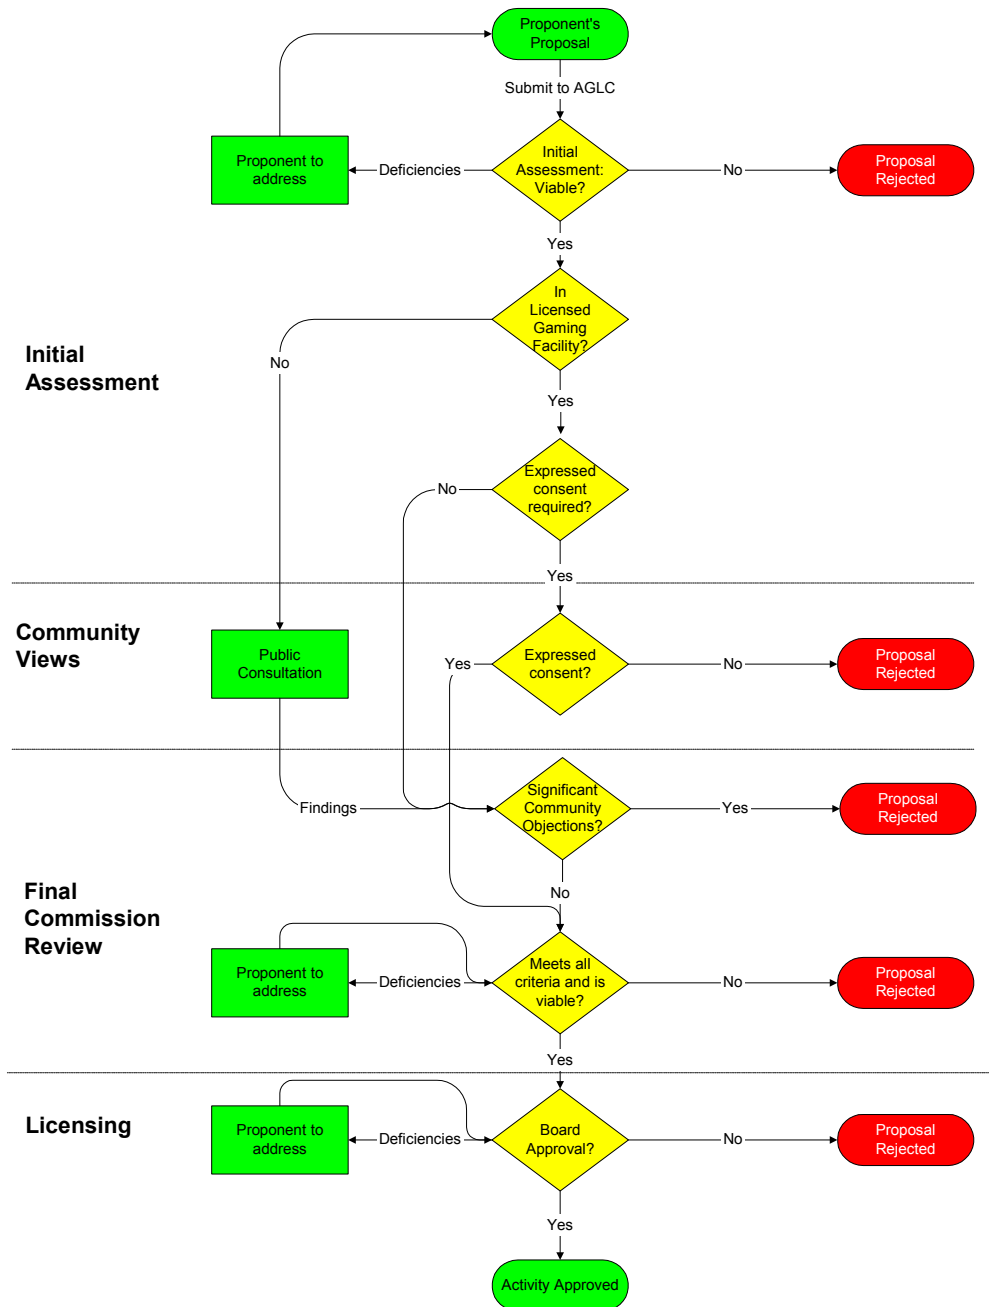 Proponent's
Proposal
Submit to AGLC
Proponent to
address
Deficiencies
Initial
Assessment:
Viable?
No
Proposal
Rejected
Yes
In
Licensed
Gaming
Facility?
Initial
Assessment
No
Yes
Expressed
consent
required?
No
Yes
Community
Views
Public
Consultation
Yes
Expressed
consent?
No
Proposal
Rejected
Findings
Significant
Community
Objections?
Yes
Proposal
Rejected
No
Final
Commission
Review
Proponent to
address
Deficiencies
Meets all
criteria and is
viable?
No
Proposal
Rejected
Yes
Licensing
Proponent to
address
Deficiencies
Board
Approval?
No
Proposal
Rejected
Yes
Activity Approved